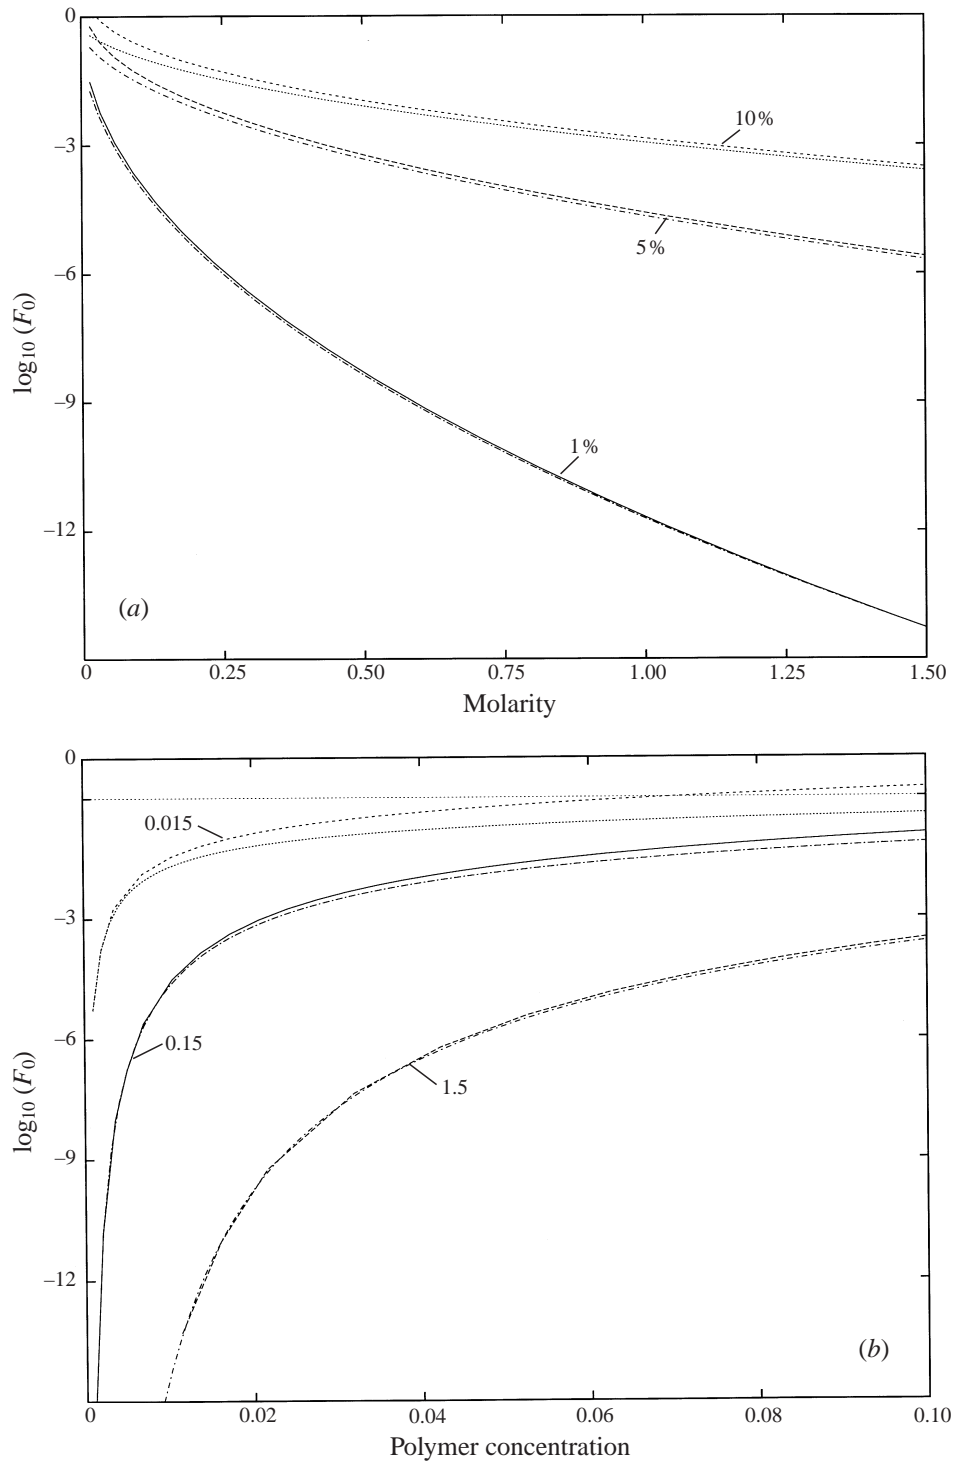 0
–3
–6
–9
–12
log10 (F0)
10%
5%
1%
(a)
0 0.25 0.50 0.75 1.00 1.25 1.50
Molarity
0
–3
–6
–9
–12
log10 (F0)
0.015
0.15
1.5
(b)
0 0.02 0.04 0.06 0.08 0.10
Polymer concentration